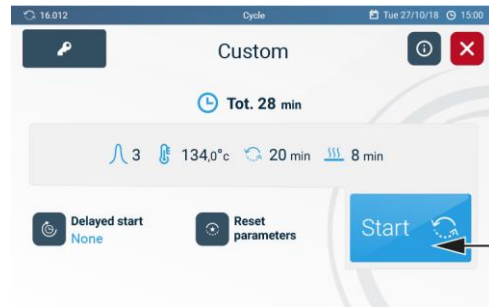 16.012 Cycle Tue 27/10/18 15:00
Custom
Tot. 28 min
3 134,0°c 20 min 8 min
Delayed start
None
Reset
parameters
Start